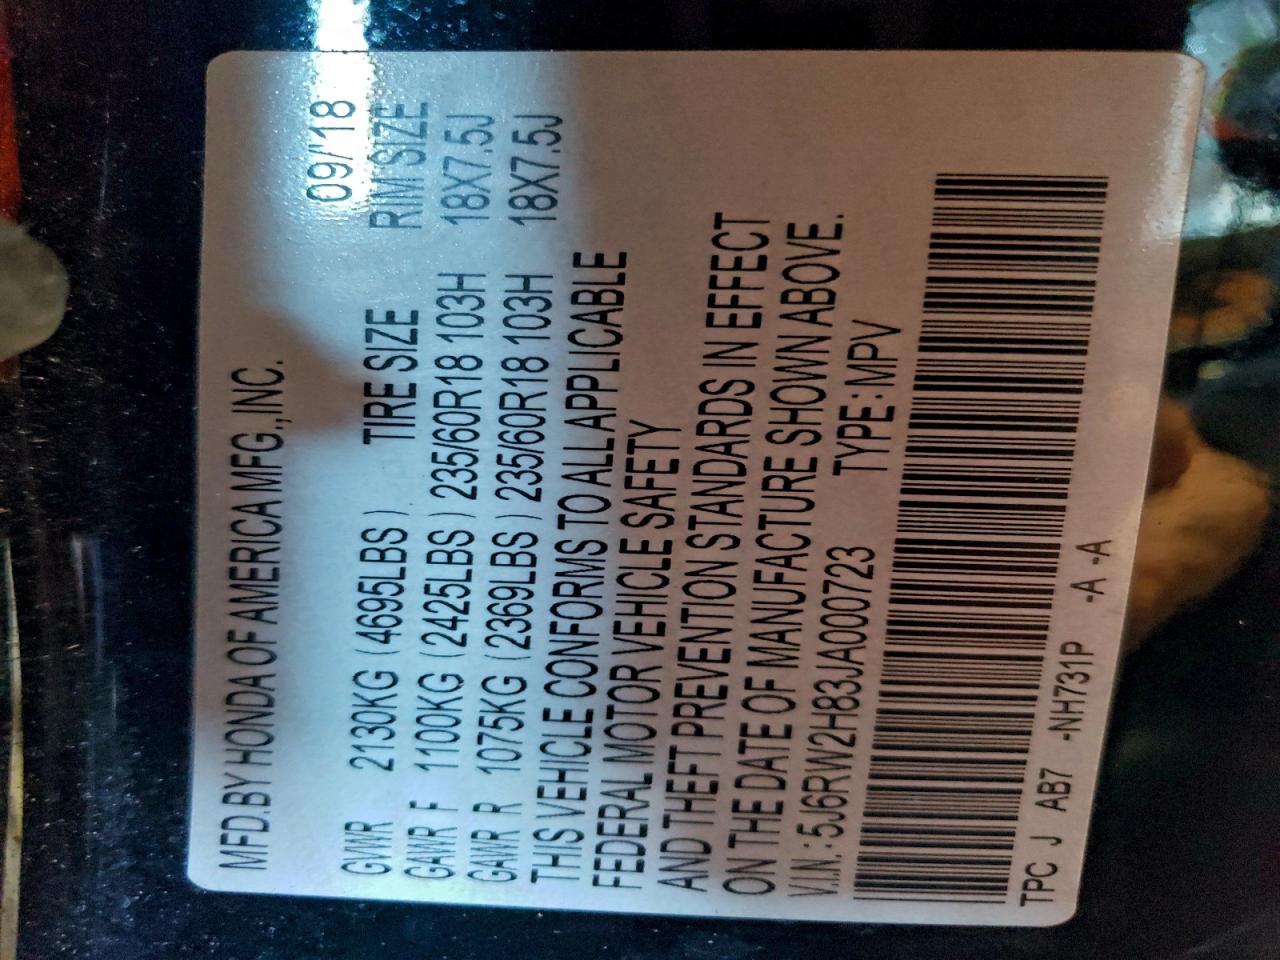 MFD.BY HONDA OF AMERICA MFG.,INC.
09/'18
GVWR 2130KG (4695LBS) TIRE SIZE RIM SIZE
GAWR F 1100KG (2425LBS) 235/60R18 103H 18X7.5J
GAWR R 1075KG (2369LBS) 235/60R18 103H 18X7.5J
THIS VEHICLE CONFORMS TO ALL APPLICABLE
FEDERAL MOTOR VEHICLE SAFETY
AND THEFT PREVENTION STANDARDS IN EFFECT
ON THE DATE OF MANUFACTURE SHOWN ABOVE.
V.I.N.: 5J6RW2H83JA000723 TYPE : MPV
TPC J AB7 -NH731P -A -A